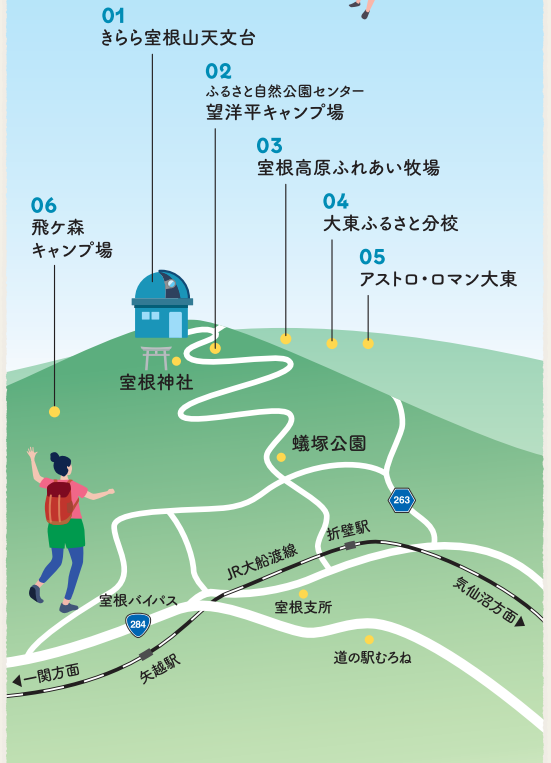 01
きらら室根山天文台
02
ふるさと自然公園センター
望洋平キャンプ場
03
室根高原ふれあい牧場
04
大東ふるさと分校
05
アストロ・ロマン大東
06
飛ケ森
キャンプ場
室根神社
蟻塚公園
263
折壁駅
JR大船渡線
気仙沼方面▶
室根バイパス
284
室根支所
道の駅むろね
矢越駅
◀一関方面